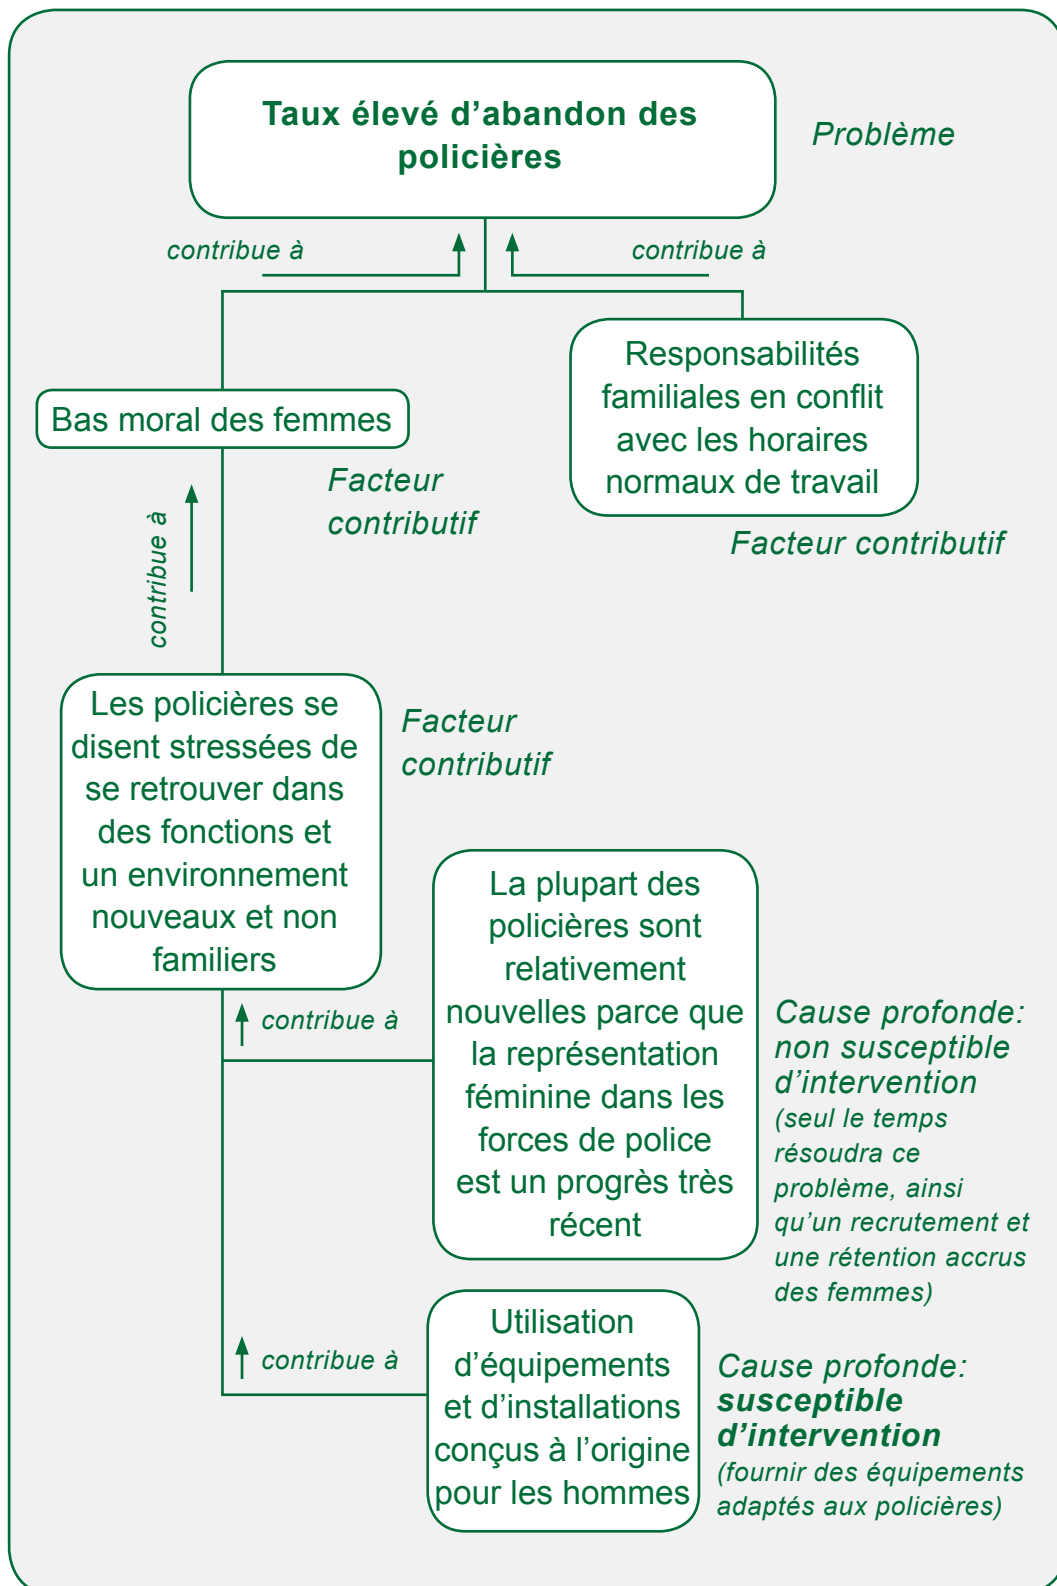 Taux élevé d’abandon des
policières
Problème
contribue à
contribue à
Responsabilités
familiales en conflit
avec les horaires
normaux de travail
Facteur contributif
Bas moral des femmes
Facteur
contributif
contribue à
Les policières se
disent stressées de
se retrouver dans
des fonctions et
un environnement
nouveaux et non
familiers
Facteur
contributif
contribue à
La plupart des
policières sont
relativement
nouvelles parce que
la représentation
féminine dans les
forces de police
est un progrès très
récent
Cause profonde:
non susceptible
d’intervention
(seul le temps
résoudra ce
problème, ainsi
qu’un recrutement et
une rétention accrus
des femmes)
contribue à
Utilisation
d’équipements
et d’installations
conçus à l’origine
pour les hommes
Cause profonde:
susceptible
d’intervention
(fournir des équipements
adaptés aux policières)